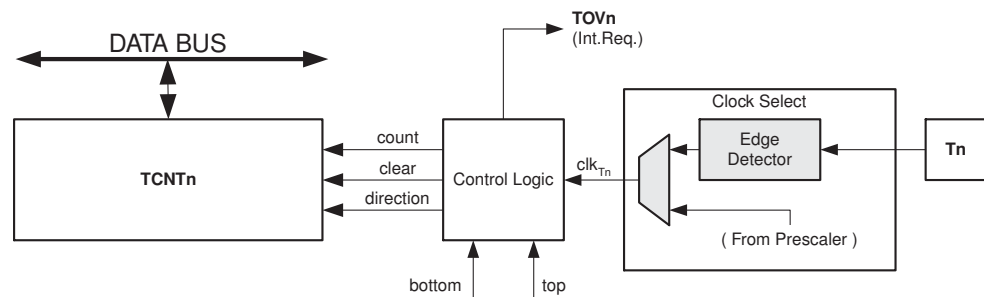 TOVn
(Int.Req.)
DATA BUS
Clock Select
count
Edge
Detector
Tn
TCNTn
clear
Control Logic
clkTn
direction
( From Prescaler )
bottom
top